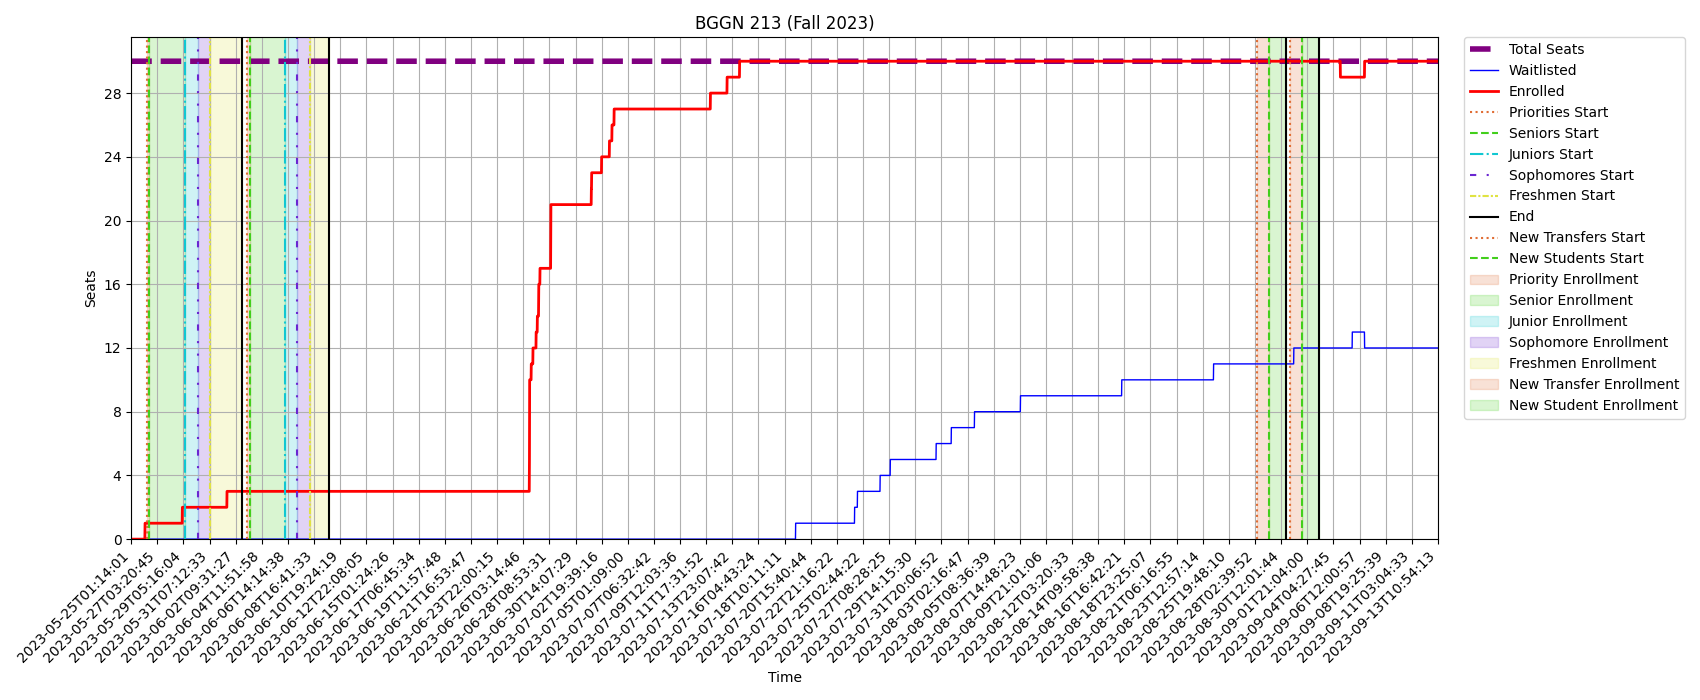 BGGN 213 (Fall 2023)
Seats
28
24
20
16
12
8
4
0
2023-05-25T01:14:01
2023-05-27T03:20:45
2023-05-29T05:16:04
2023-05-31T07:12:33
2023-06-02T09:31:27
2023-06-04T11:51:58
2023-06-06T14:14:38
2023-06-08T16:41:33
2023-06-10T19:24:19
2023-06-12T22:08:05
2023-06-15T01:24:26
2023-06-17T06:45:34
2023-06-19T11:57:48
2023-06-21T16:53:47
2023-06-23T22:00:15
2023-06-26T03:14:46
2023-06-28T08:53:31
2023-06-30T14:07:29
2023-07-02T19:39:16
2023-07-05T01:09:00
2023-07-07T06:32:42
2023-07-09T12:03:36
2023-07-11T17:31:52
2023-07-13T23:07:42
2023-07-16T04:43:24
2023-07-18T10:11:11
2023-07-20T15:40:44
2023-07-22T21:16:22
2023-07-25T02:44:22
2023-07-27T08:28:25
2023-07-29T14:15:30
2023-07-31T20:06:52
2023-08-03T02:16:47
2023-08-05T08:36:39
2023-08-07T14:48:23
2023-08-09T21:01:06
2023-08-12T03:20:33
2023-08-14T09:58:38
2023-08-16T16:42:21
2023-08-18T23:25:07
2023-08-21T06:16:55
2023-08-23T12:57:14
2023-08-25T19:48:10
2023-08-28T02:39:52
2023-08-30T12:01:44
2023-09-01T21:04:00
2023-09-04T04:27:45
2023-09-06T12:00:57
2023-09-08T19:25:39
2023-09-11T03:04:33
2023-09-13T10:54:13
Time
Total Seats
Waitlisted
Enrolled
Priorities Start
Seniors Start
Juniors Start
Sophomores Start
Freshmen Start
End
New Transfers Start
New Students Start
Priority Enrollment
Senior Enrollment
Junior Enrollment
Sophomore Enrollment
Freshmen Enrollment
New Transfer Enrollment
New Student Enrollment